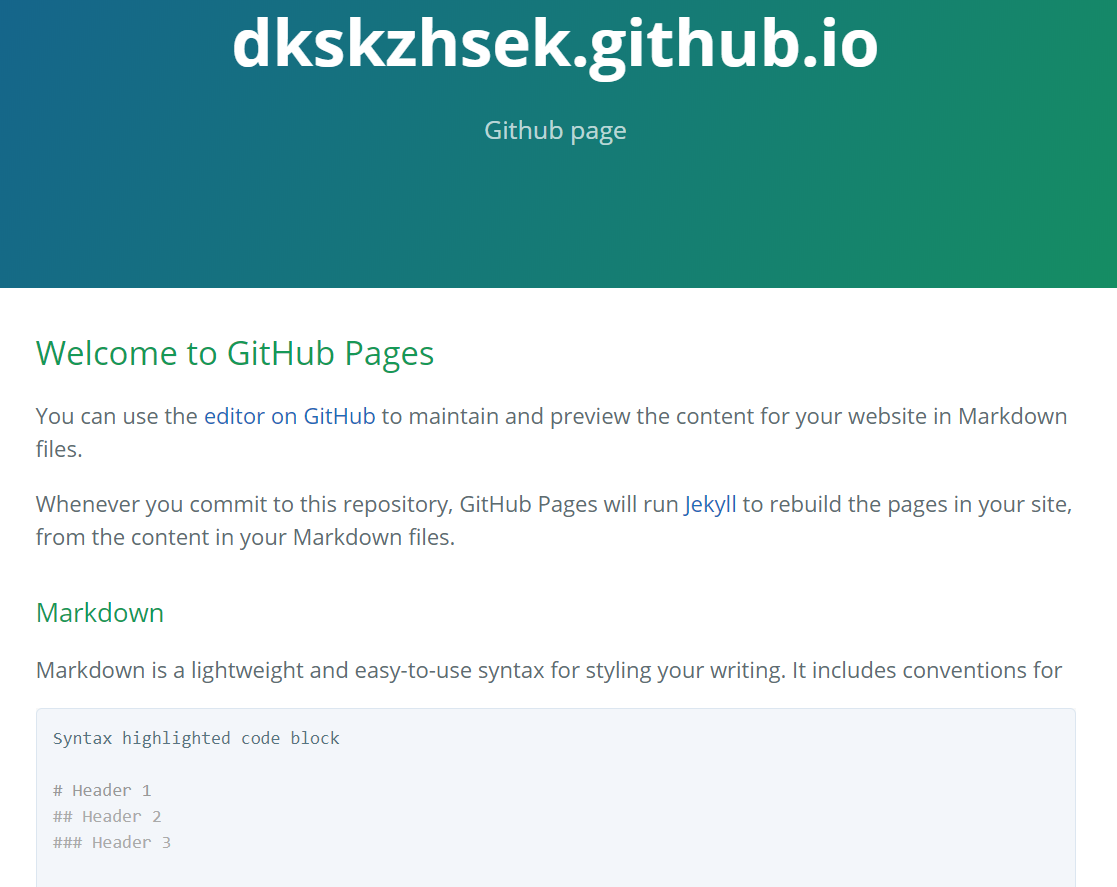 dkskzhsek.github.io
Github page
Welcome to GitHub Pages
You can use the editor on GitHub to maintain and preview the content for your website in Markdown
files.
Whenever you commit to this repository, GitHub Pages will run Jekyll to rebuild the pages in your site,
from the content in your Markdown files.
Markdown
Markdown is a lightweight and easy-to-use syntax for styling your writing. It includes conventions for
Syntax highlighted code block
# Header 1
## Header 2
### Header 3